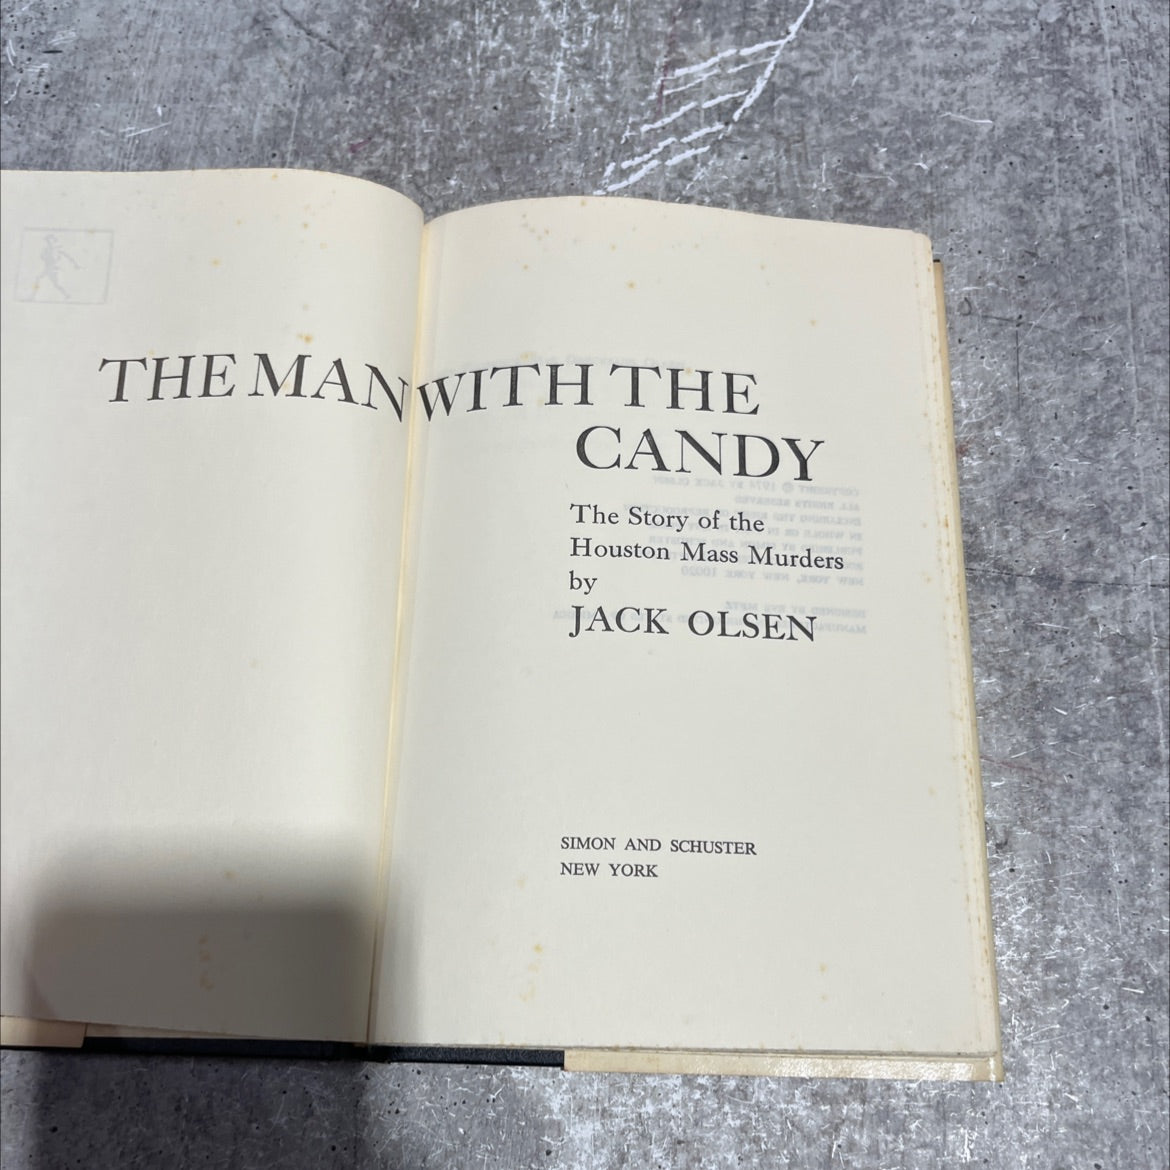 THE MAN WITH THE
CANDY
The Story of the
Houston Mass Murders
by
JACK OLSEN
SIMON AND SCHUSTER
NEW YORK